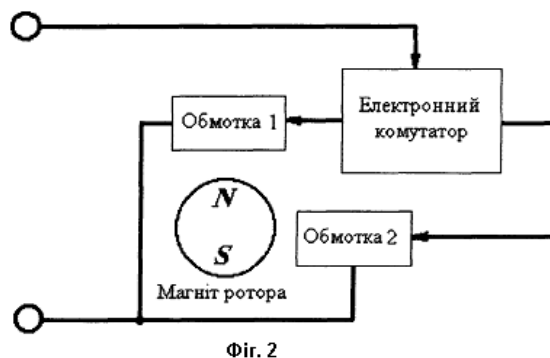 Електронний
комутатор
Обмотка 1
N
S
Обмотка 2
Магніт ротора
Фіг. 2